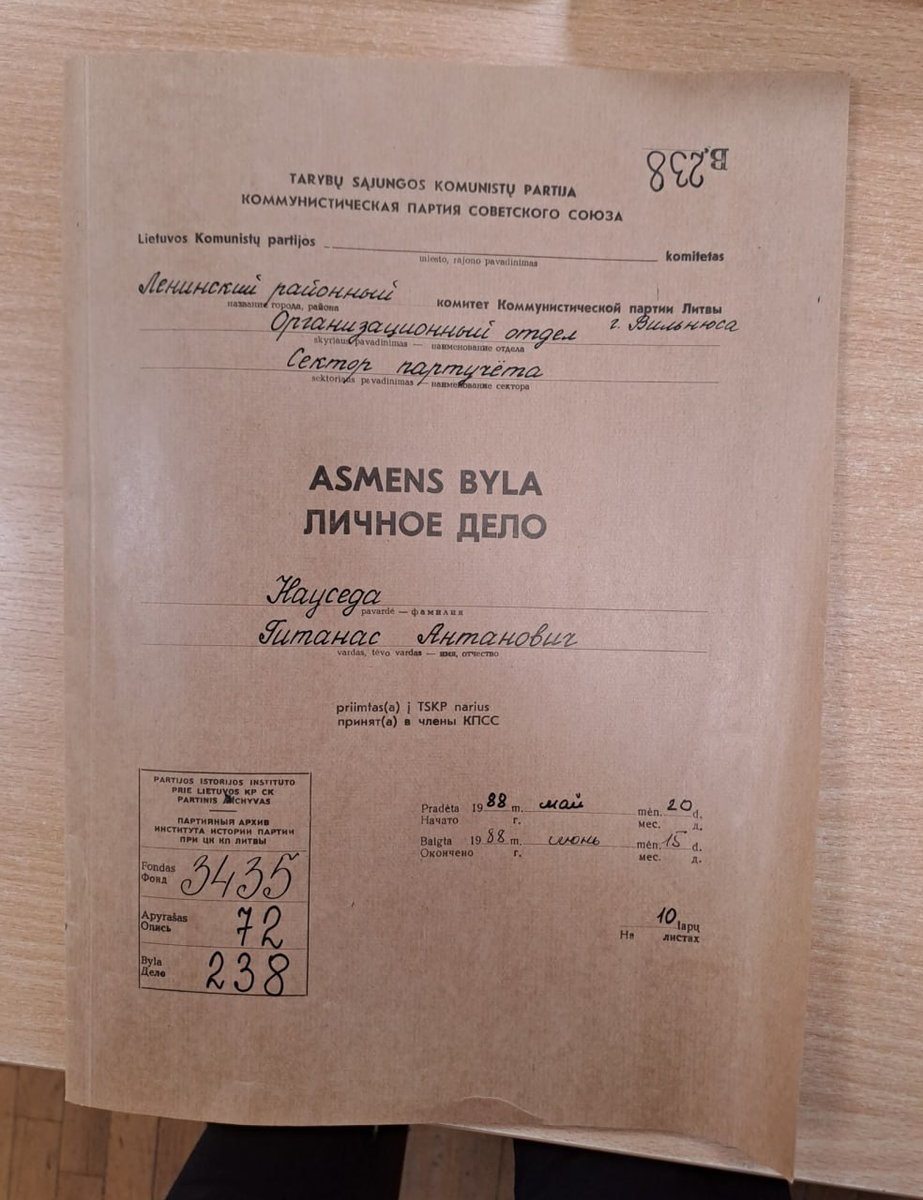 B.238
TARYBŲ SĄJUNGOS KOMUNISTŲ PARTIJA
КОММУНИСТИЧЕСКАЯ ПАРТИЯ СОВЕТСКОГО СОЮЗА
Lietuvos Komunistų partijos komitetas
miesto, rajono pavadinimas
Ленинский районный комитет Коммунистической партии Литвы
название города, района
Организационный отдел г. Вильнюса
skyriaus pavadinimas — наименование отдела
Сектор партучёта
sektoriaus pavadinimas — наименование сектора
ASMENS BYLA
ЛИЧНОЕ ДЕЛО
Науседа
pavardė — фамилия
Гитанас Антанович
vardas, tėvo vardas — имя, отчество
priimtas(a) į TSKP narius
принят(а) в члены КПСС
PARTIJOS ISTORIJOS INSTITUTO
PRIE LIETUVOS KP CK
PARTINIS ARCHYVAS
ПАРТИЙНЫЙ АРХИВ
ИНСТИТУТА ИСТОРИИ ПАРТИИ
ПРИ ЦК КП ЛИТВЫ
Fondas
Фонд 3435
Apyrašas
Опись 72
Byla
Дело 238
Pradėta 1988 m. май mėn. 20 d.
Начато г. мес. д.
Baigta 1988 m. июнь mėn. 15 d.
Окончено г. мес. д.
10 lapų
На листах